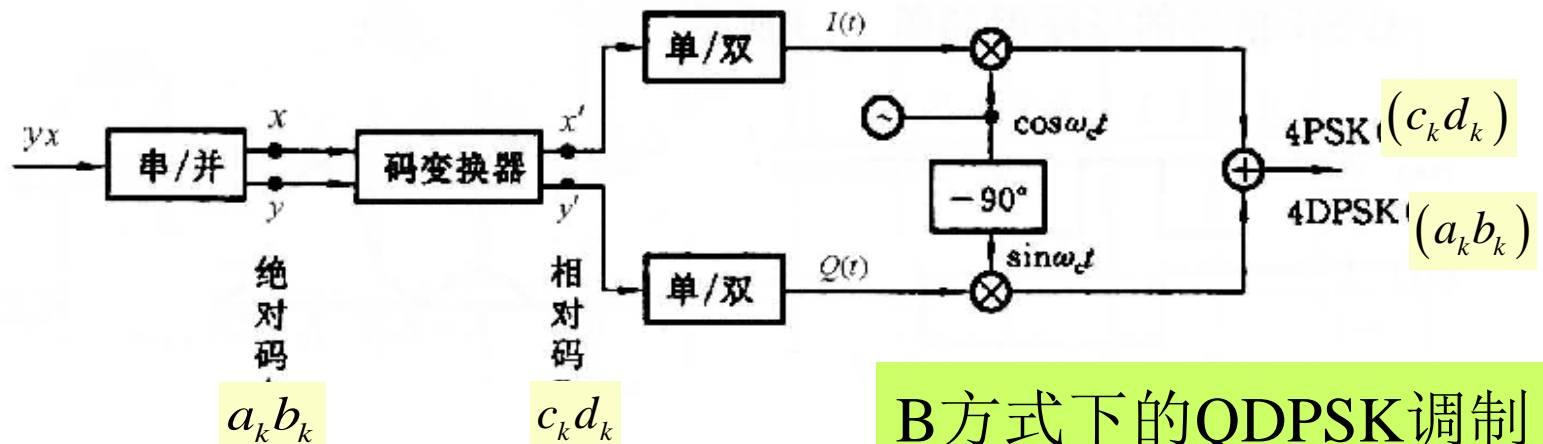 yx
串/并
x
y
绝对码
a_k b_k
码变换器
x'
y'
相对码
c_k d_k
单/双
I(t)
单/双
Q(t)
~
cosω_c t
−90°
sinω_c t
4PSK (c_k d_k)
4DPSK (a_k b_k)
B方式下的QDPSK调制